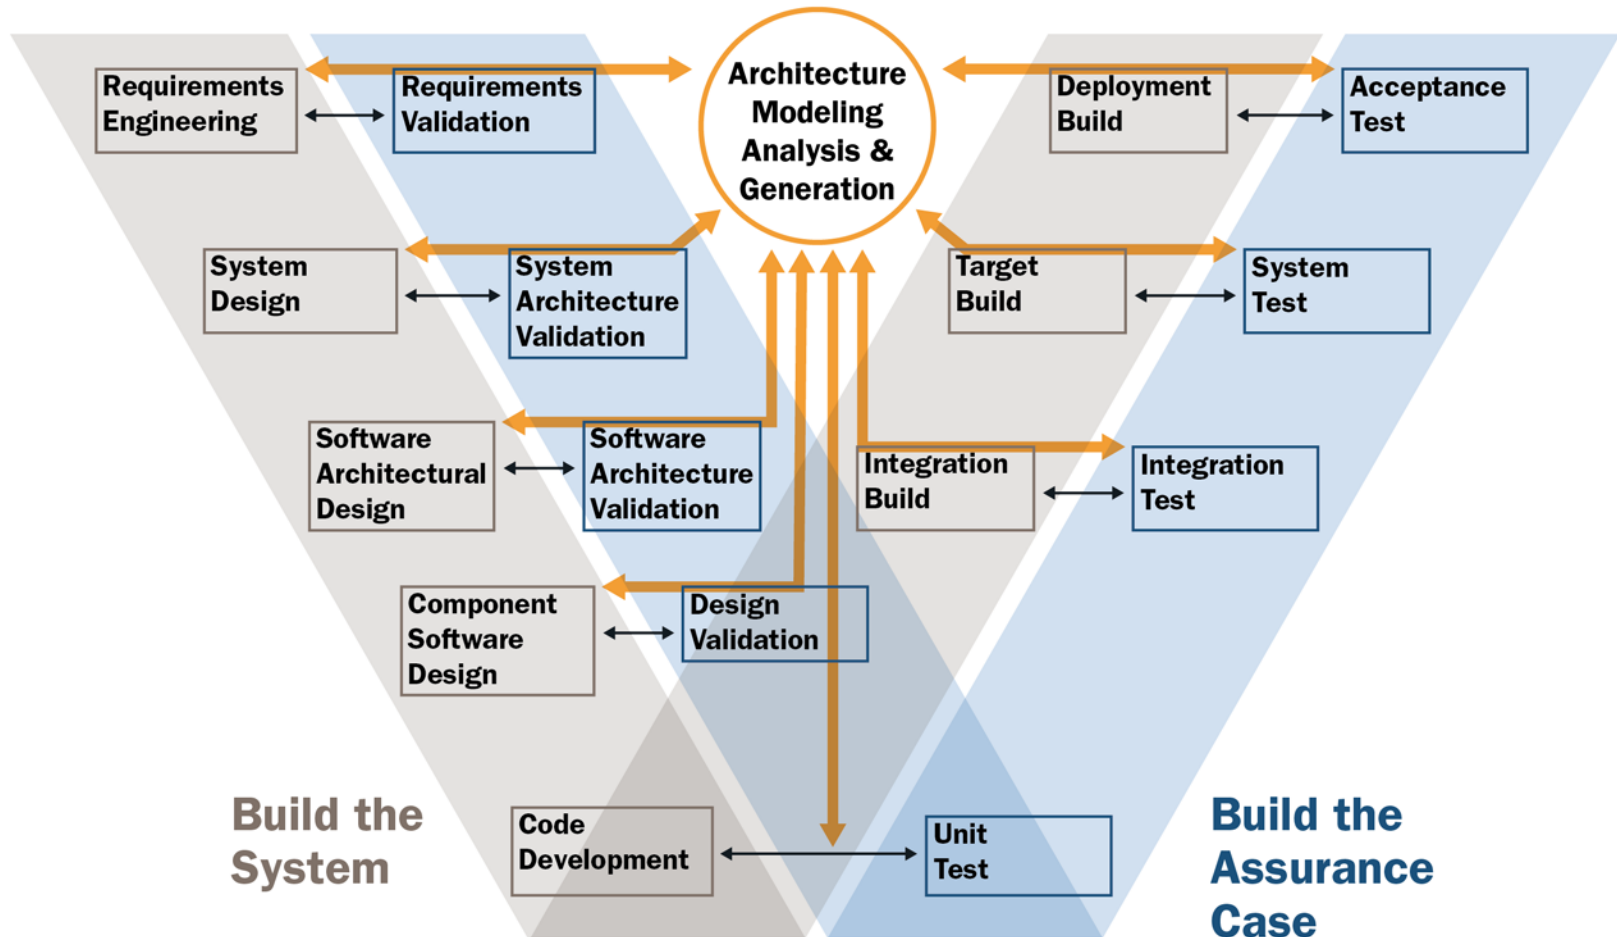 Architecture
Modeling
Analysis &
Generation
Requirements
Engineering
Requirements
Validation
Deployment
Build
Acceptance
Test
System
Design
System
Architecture
Validation
Target
Build
System
Test
Software
Architectural
Design
Software
Architecture
Validation
Integration
Build
Integration
Test
Component
Software
Design
Design
Validation
Build the
System
Code
Development
Unit
Test
Build the
Assurance
Case